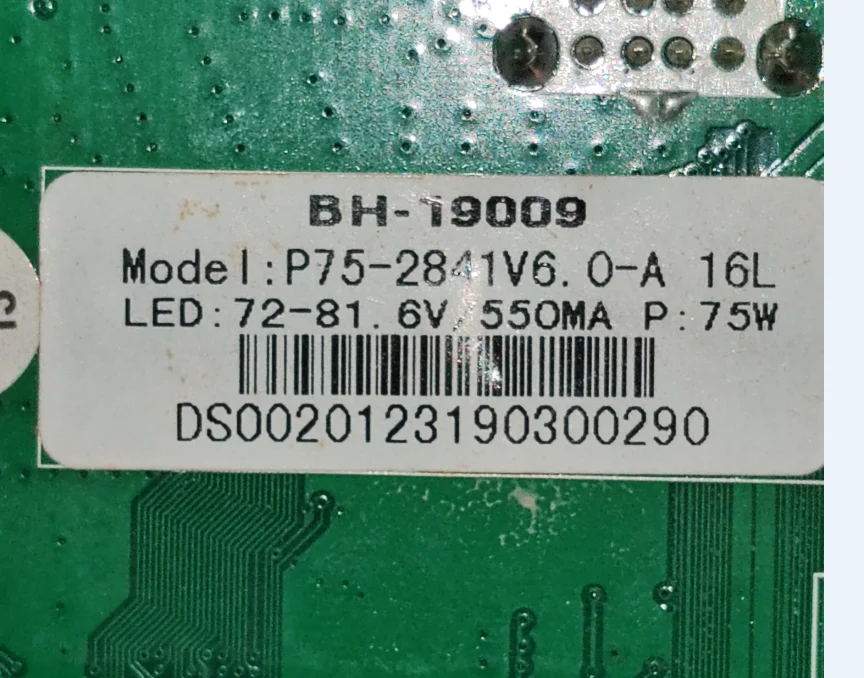 BH-19009
Model:P75-2841V6.0-A 16L
LED:72-81.6V/550MA P:75W
DS0020123190300290